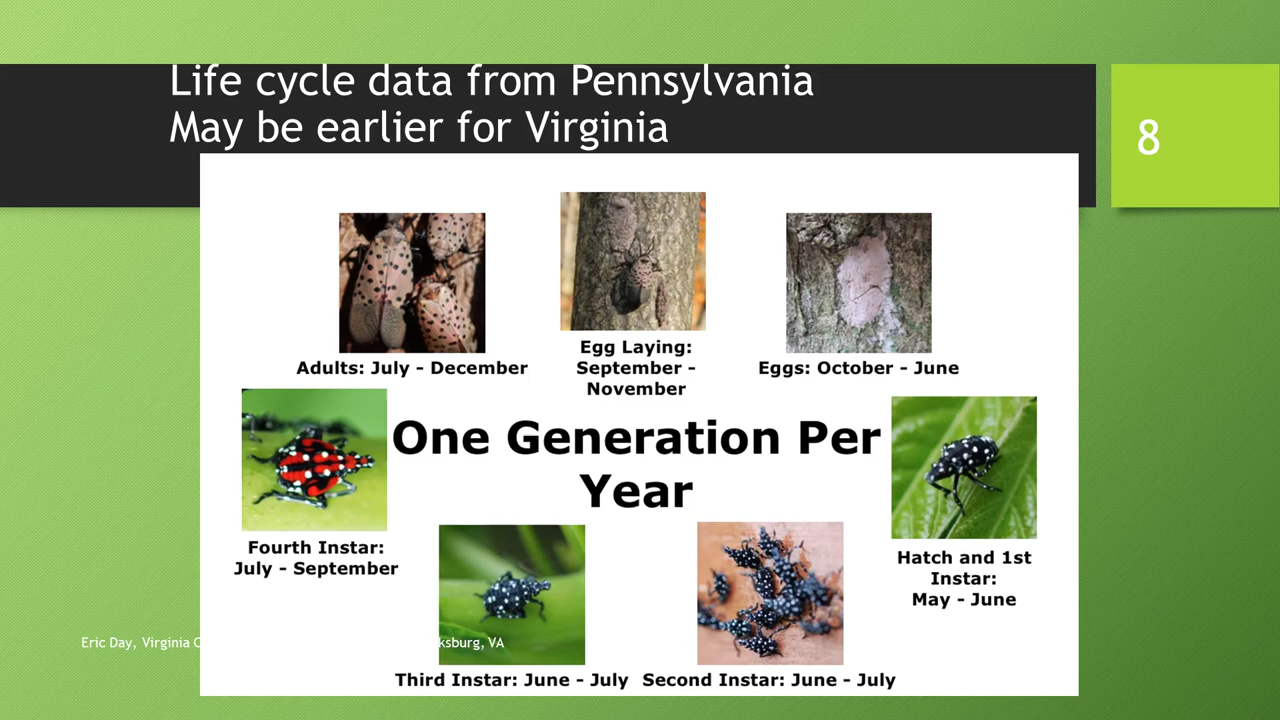 Life cycle data from Pennsylvania
May be earlier for Virginia
8
Adults: July - December
Egg Laying:
September -
November
Eggs: October - June
One Generation Per
Year
Fourth Instar:
July - September
Hatch and 1st
Instar:
May - June
Eric Day, Virginia
ksburg, VA
Third Instar: June - July
Second Instar: June - July